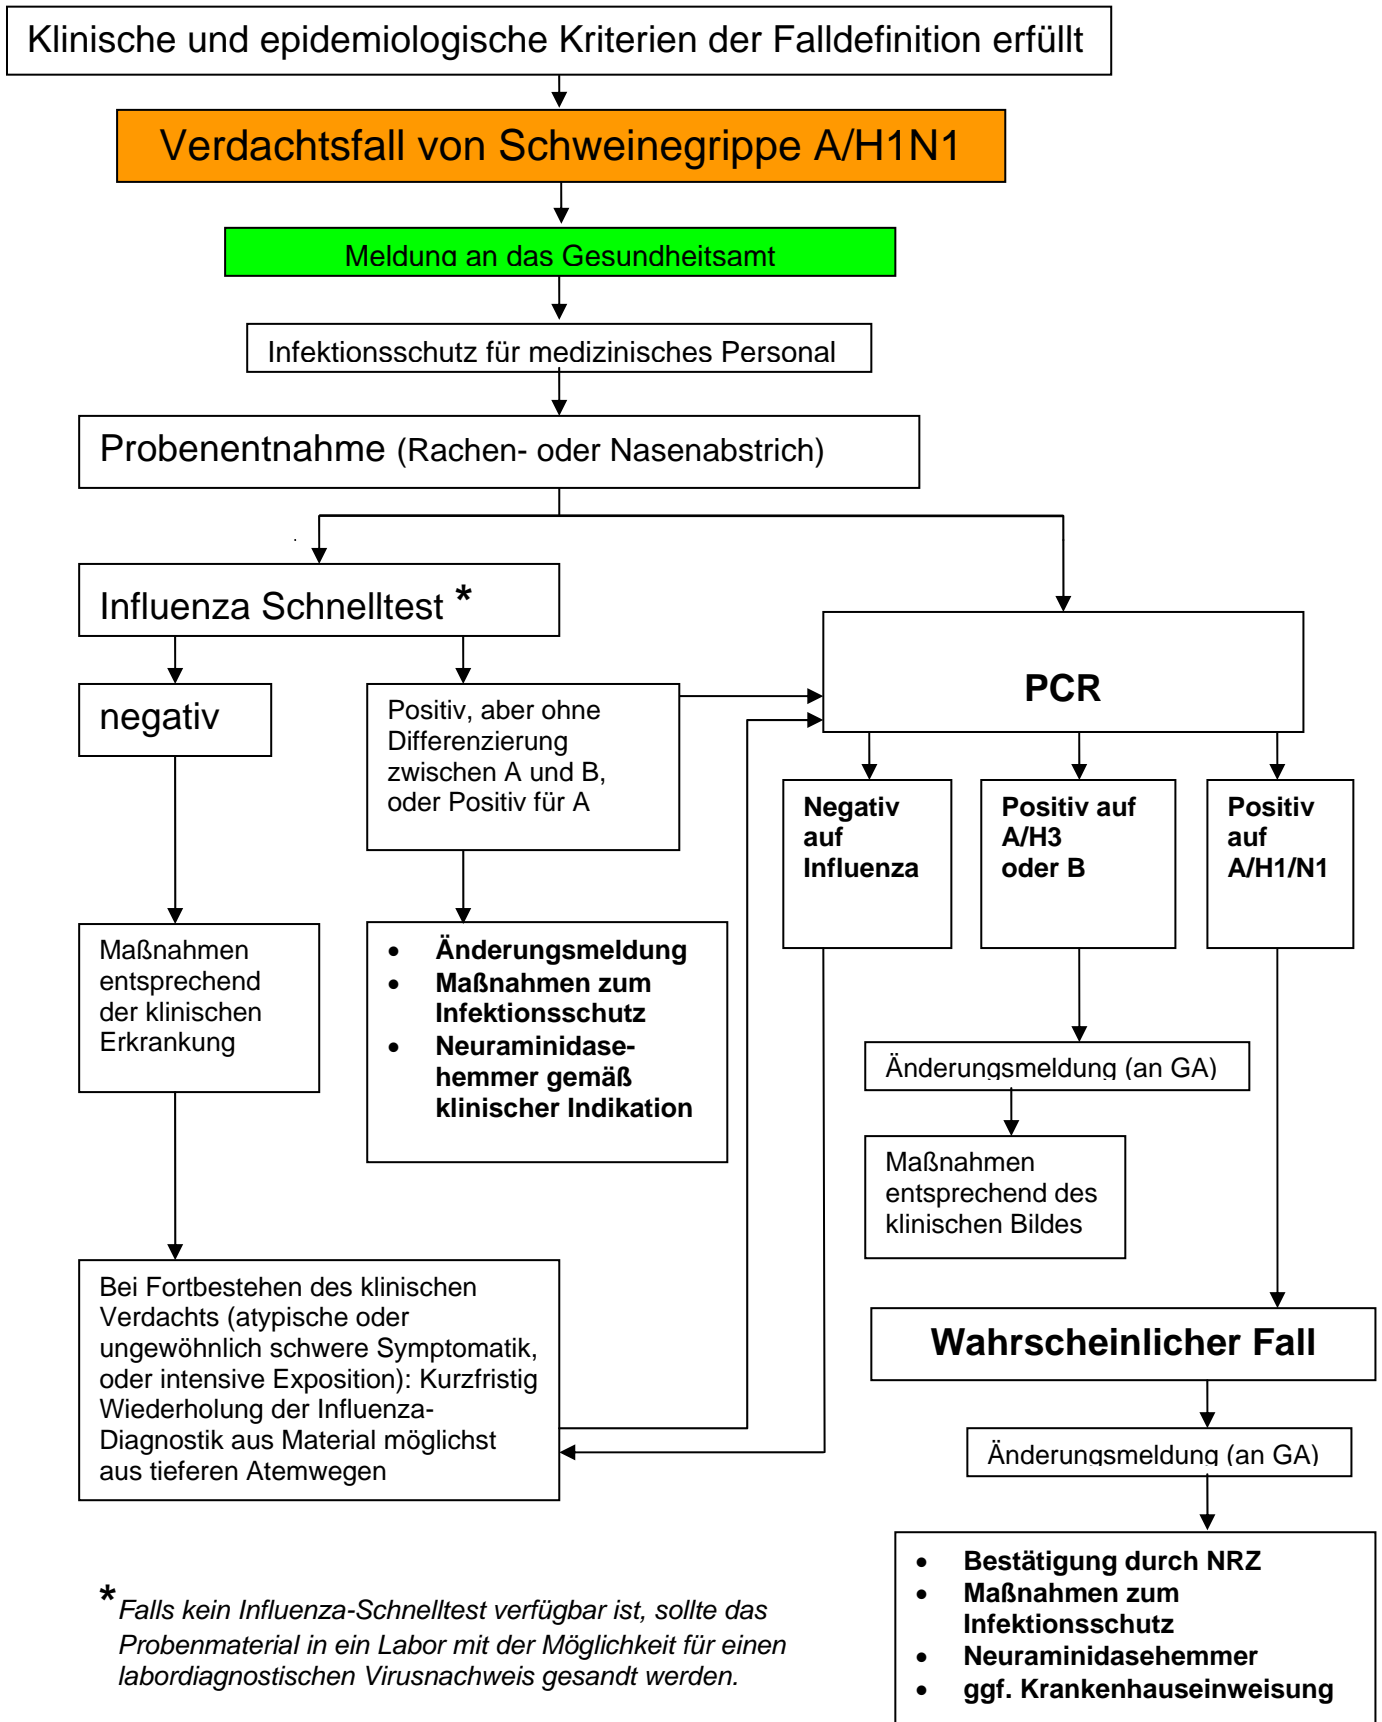 Klinische und epidemiologische Kriterien der Falldefinition erfüllt
Verdachtsfall von Schweinegrippe A/H1N1
Meldung an das Gesundheitsamt
Infektionsschutz für medizinisches Personal
Probenentnahme (Rachen- oder Nasenabstrich)
Influenza Schnelltest *
negativ
Positiv, aber ohne
Differenzierung
zwischen A und B,
oder Positiv für A
PCR
Negativ
auf
Influenza
Positiv auf
A/H3
oder B
Positiv
auf
A/H1/N1
Maßnahmen
entsprechend
der klinischen
Erkrankung
• Änderungsmeldung
• Maßnahmen zum
Infektionsschutz
• Neuraminidase-
hemmer gemäß
klinischer Indikation
Änderungsmeldung (an GA)
Maßnahmen
entsprechend des
klinischen Bildes
Bei Fortbestehen des klinischen
Verdachts (atypische oder
ungewöhnlich schwere Symptomatik,
oder intensive Exposition): Kurzfristig
Wiederholung der Influenza-
Diagnostik aus Material möglichst
aus tieferen Atemwegen
Wahrscheinlicher Fall
Änderungsmeldung (an GA)
• Bestätigung durch NRZ
• Maßnahmen zum
Infektionsschutz
• Neuraminidasehemmer
• ggf. Krankenhauseinweisung
* Falls kein Influenza-Schnelltest verfügbar ist, sollte das
Probenmaterial in ein Labor mit der Möglichkeit für einen
labordiagnostischen Virusnachweis gesandt werden.